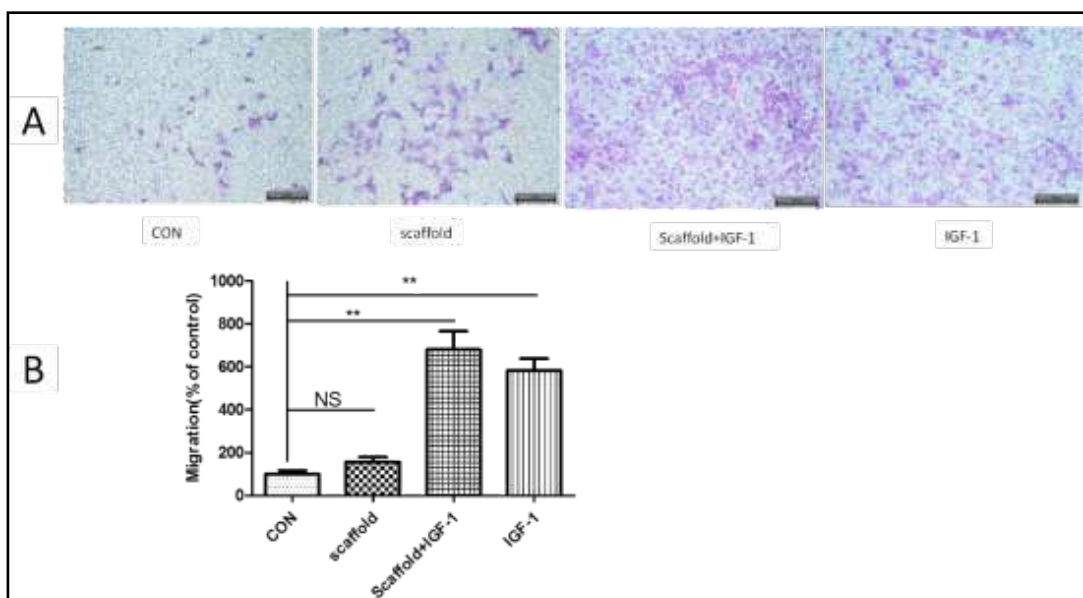 A
CON
scaffold
Scaffold+IGF-1
IGF-1
B
Migration(% of control)
1000
800
600
400
200
0
**
**
NS
CON
scaffold
Scaffold+IGF-1
IGF-1